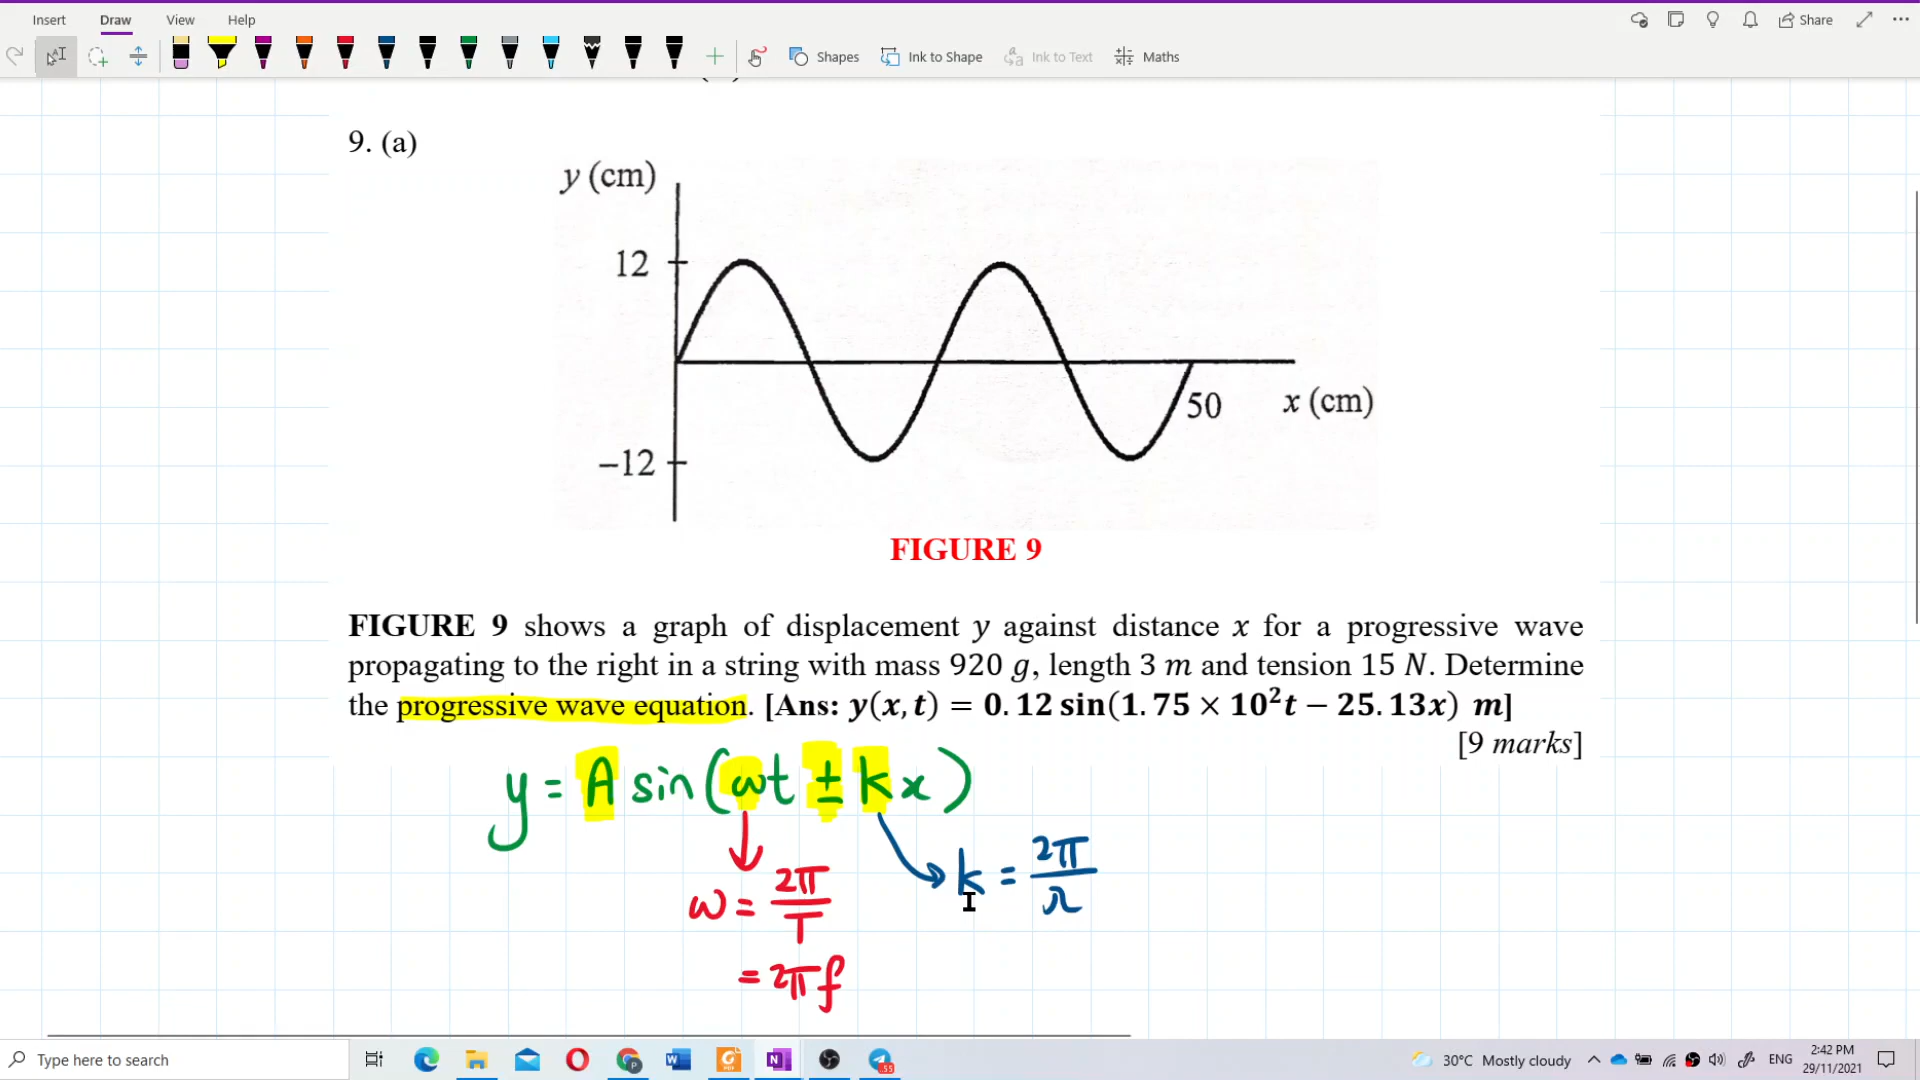 Insert Draw View Help
Share
Shapes Ink to Shape Ink to Text Maths
9. (a)
y (cm)
12
50 x (cm)
−12
FIGURE 9
FIGURE 9 shows a graph of displacement y against distance x for a progressive wave
propagating to the right in a string with mass 920 g, length 3 m and tension 15 N. Determine
the progressive wave equation. [Ans: y(x, t) = 0.12 sin(1.75 × 10²t − 25.13x) m]
[9 marks]
y = A sin(ωt ± kx)
k = 2π/λ
ω = 2π/T
= 2πf
Type here to search
30°C Mostly cloudy
ENG
2:42 PM
29/11/2021